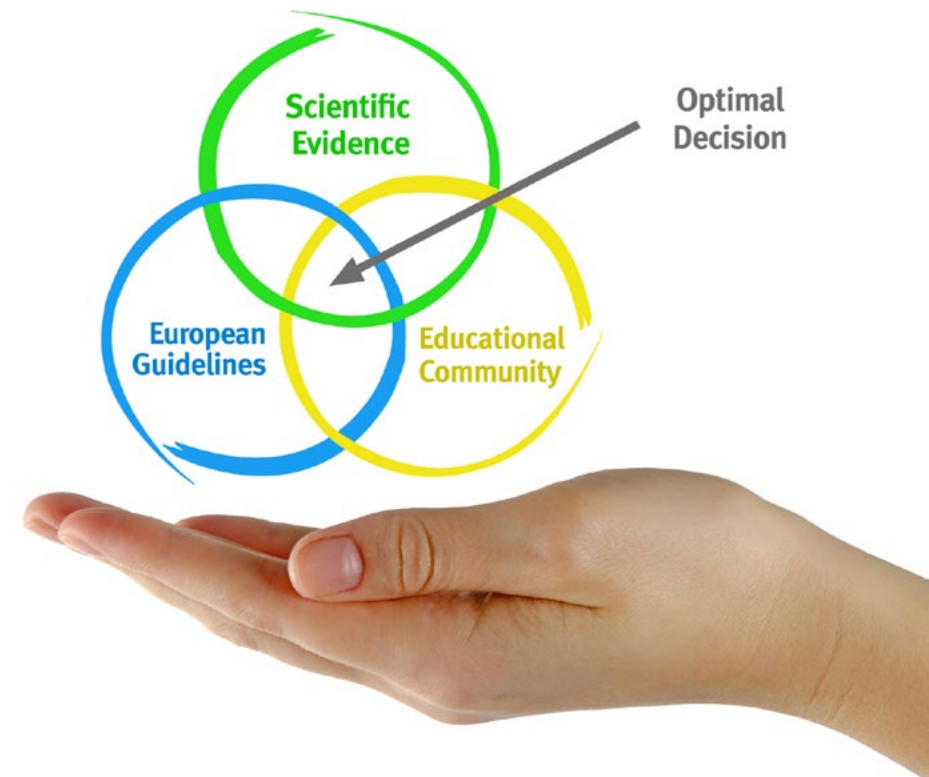 Scientific
Evidence
Optimal
Decision
European
Guidelines
Educational
Community